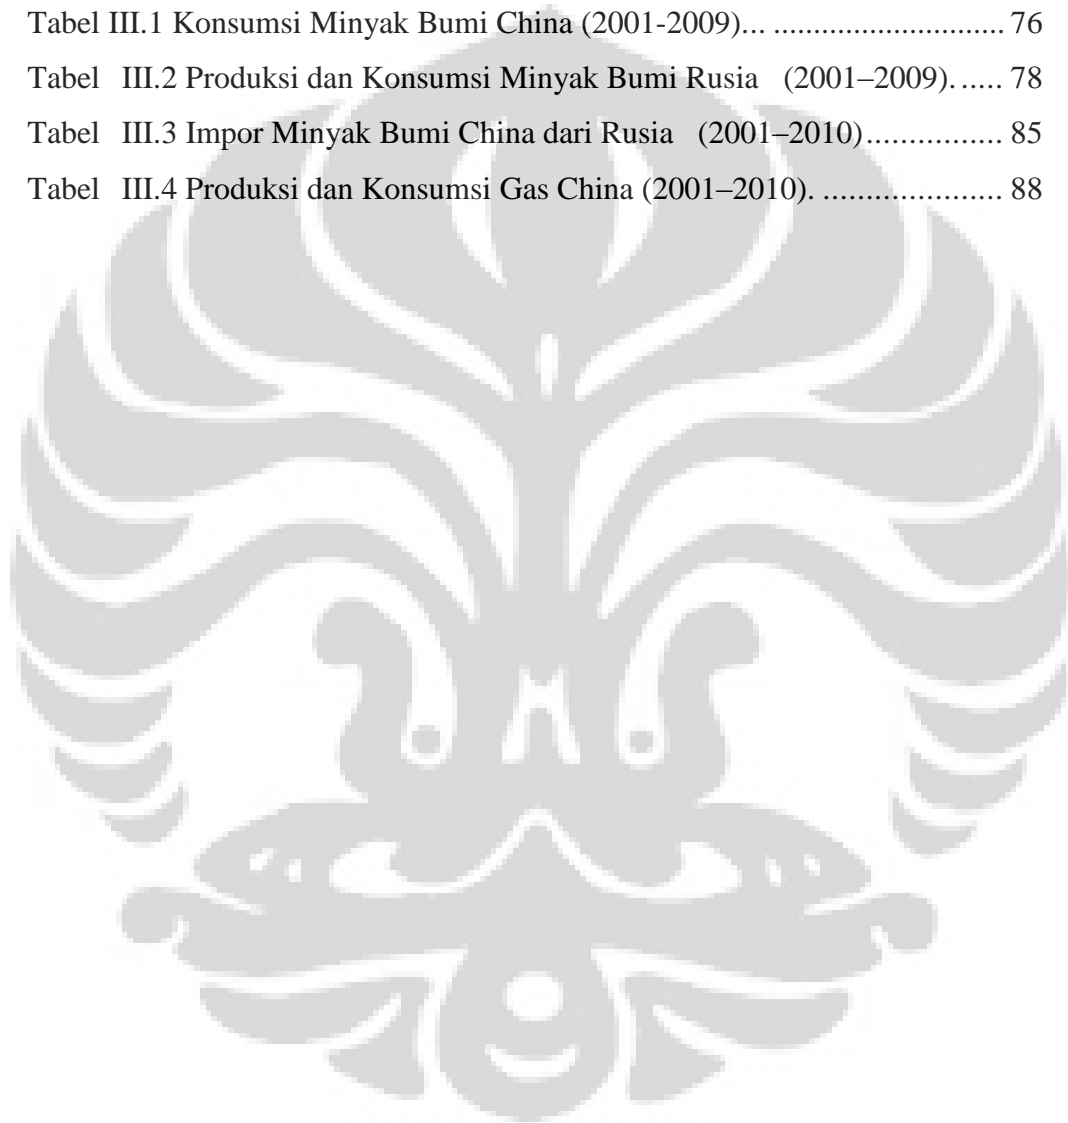 Tabel III.1 Konsumsi Minyak Bumi China (2001-2009)... ............................ 76
Tabel III.2 Produksi dan Konsumsi Minyak Bumi Rusia (2001–2009). ..... 78
Tabel III.3 Impor Minyak Bumi China dari Rusia (2001–2010)................ 85
Tabel III.4 Produksi dan Konsumsi Gas China (2001–2010). ..................... 88